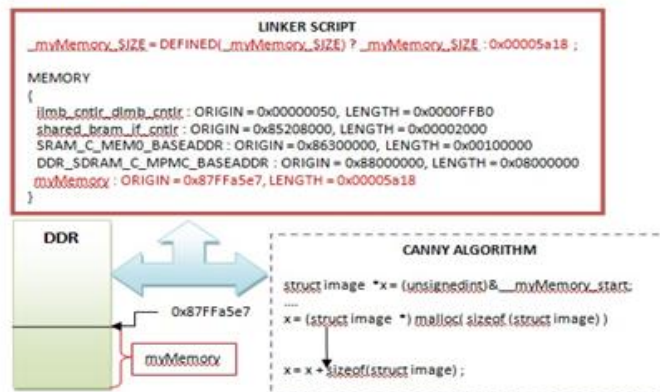 LINKER SCRIPT
_myMemory_SIZE = DEFINED(_myMemory_SIZE) ? _myMemory_SIZE : 0x00005a18 ;
MEMORY
{
ilmb_cntlr_dlmb_cntlr : ORIGIN = 0x00000050, LENGTH = 0x0000FFB0
shared_bram_if_cntlr : ORIGIN = 0x85208000, LENGTH = 0x00002000
SRAM_C_MEM0_BASEADDR : ORIGIN = 0x86300000, LENGTH = 0x00100000
DDR_SDRAM_C_MPMC_BASEADDR : ORIGIN = 0x88000000, LENGTH = 0x08000000
myMemory : ORIGIN = 0x87FFa5e7, LENGTH = 0x00005a18
}
DDR
0x87FFa5e7
myMemory
CANNY ALGORITHM
struct image *x = (unsignedint)&__myMemory_start;
....
x = (struct image *) malloc( sizeof (struct image) )
x = x + sizeof(struct image) ;